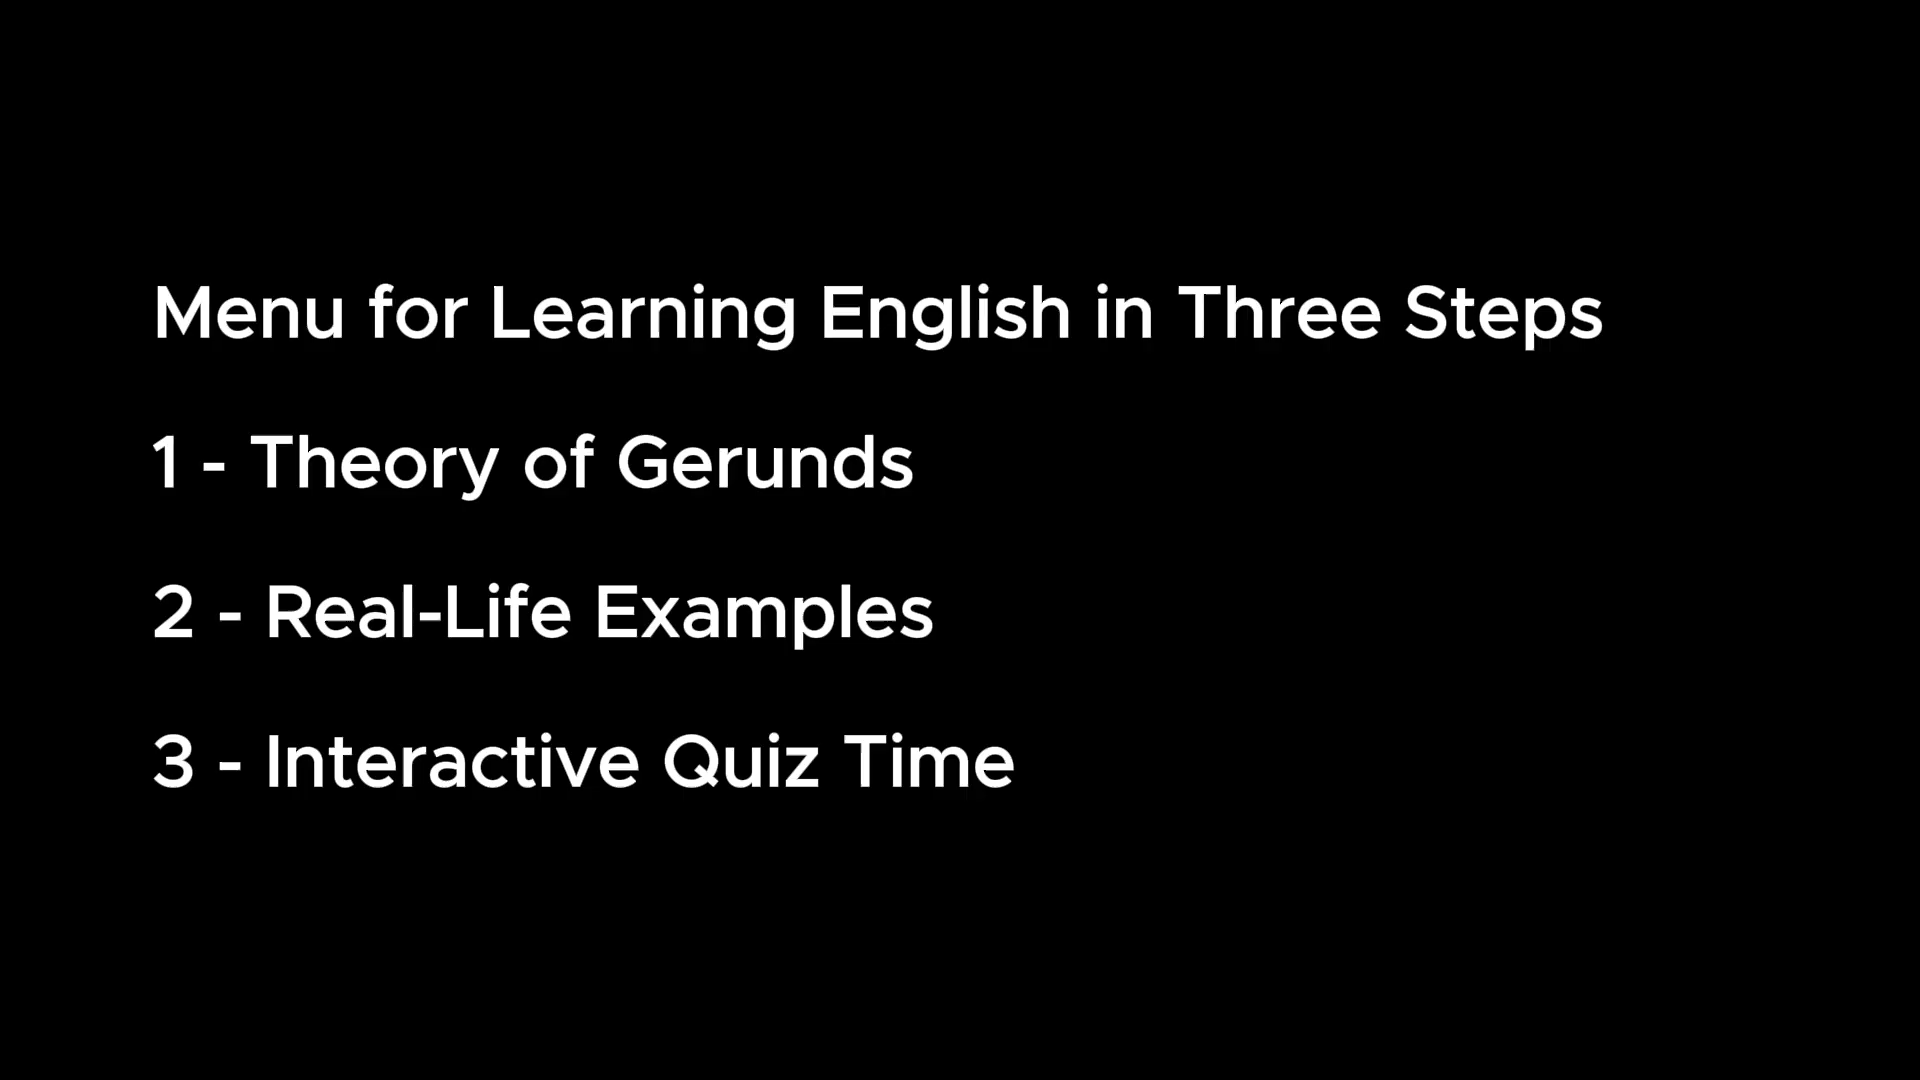 Menu for Learning English in Three Steps
1 - Theory of Gerunds
2 - Real-Life Examples
3 - Interactive Quiz Time